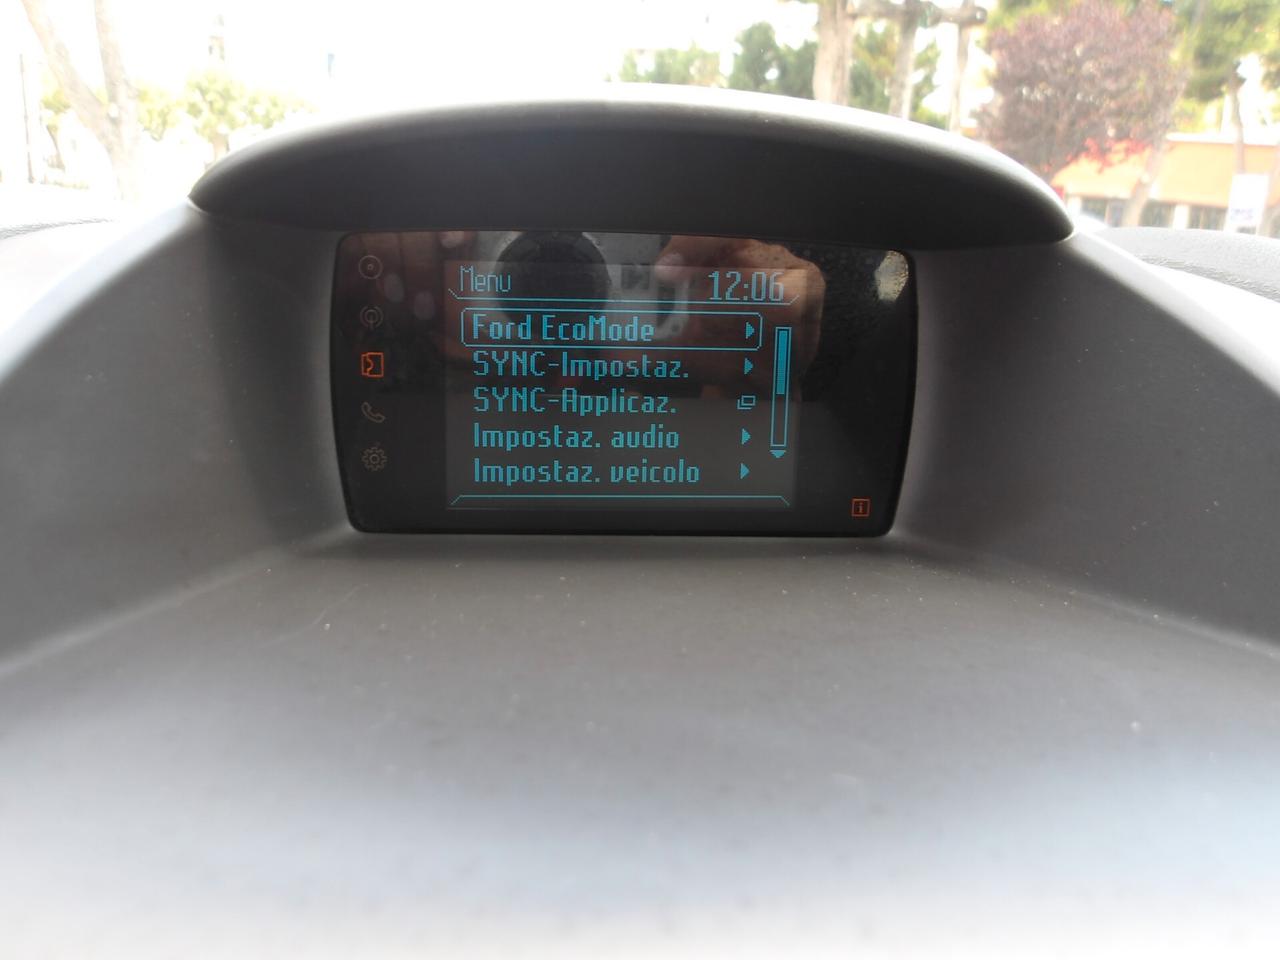 Menu 12:06
Ford EcoMode
SYNC-Impostaz.
SYNC-Applicaz.
Impostaz. audio
Impostaz. veicolo
i